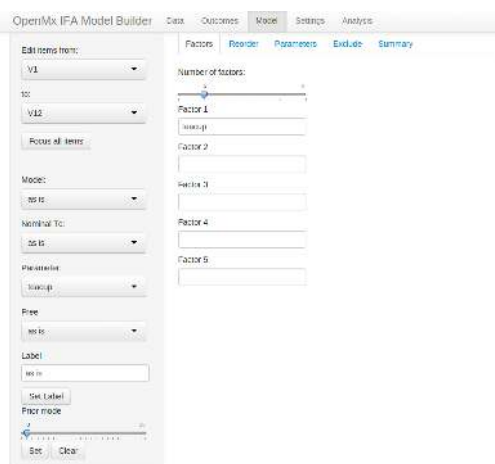 OpenMx IFA Model Builder Data Outcomes Model Settings Analysis
Edit items from:
V1
to:
V12
Focus all items
Model:
as is
Nominal Tc:
as is
Parameter:
teacup
Free
as is
Label
as is
Set Label
Prior mode
Set Clear
Factors Reorder Parameters Exclude Summary
Number of factors:
Factor 1
teacup
Factor 2
Factor 3
Factor 4
Factor 5